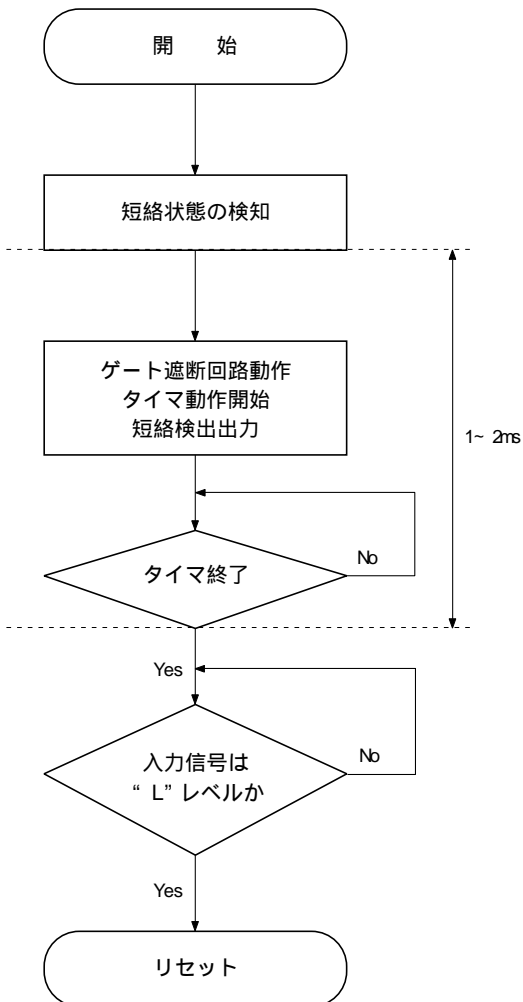 開　　始
短絡状態の検知
ゲート遮断回路動作
タイマ動作開始
短絡検出出力
1~ 2ms
タイマ終了
No
Yes
入力信号は
“ L” レベルか
No
Yes
リセット